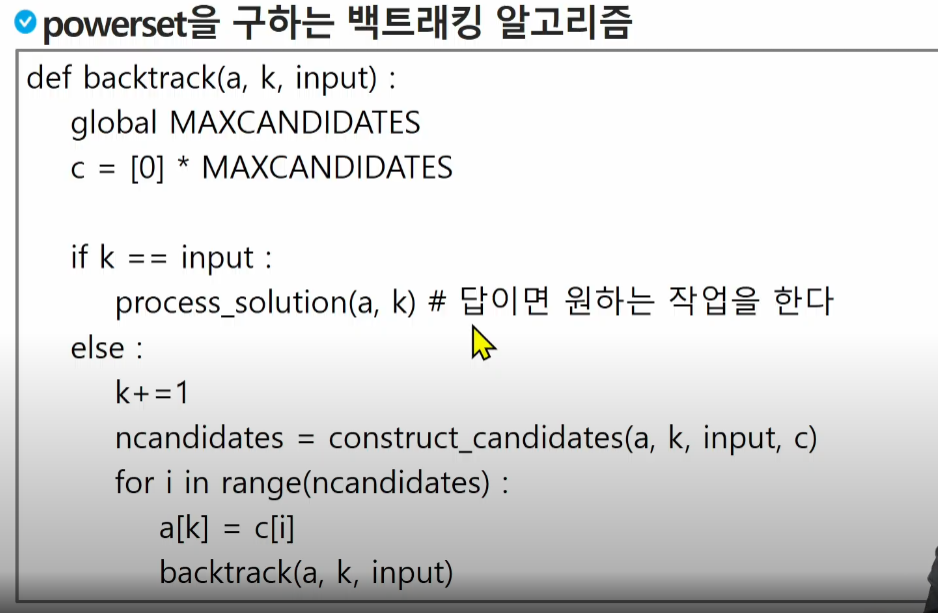 powerset을 구하는 백트래킹 알고리즘
def backtrack(a, k, input) :
global MAXCANDIDATES
c = [0] * MAXCANDIDATES
if k == input :
process_solution(a, k) # 답이면 원하는 작업을 한다
else :
k+=1
ncandidates = construct_candidates(a, k, input, c)
for i in range(ncandidates) :
a[k] = c[i]
backtrack(a, k, input)